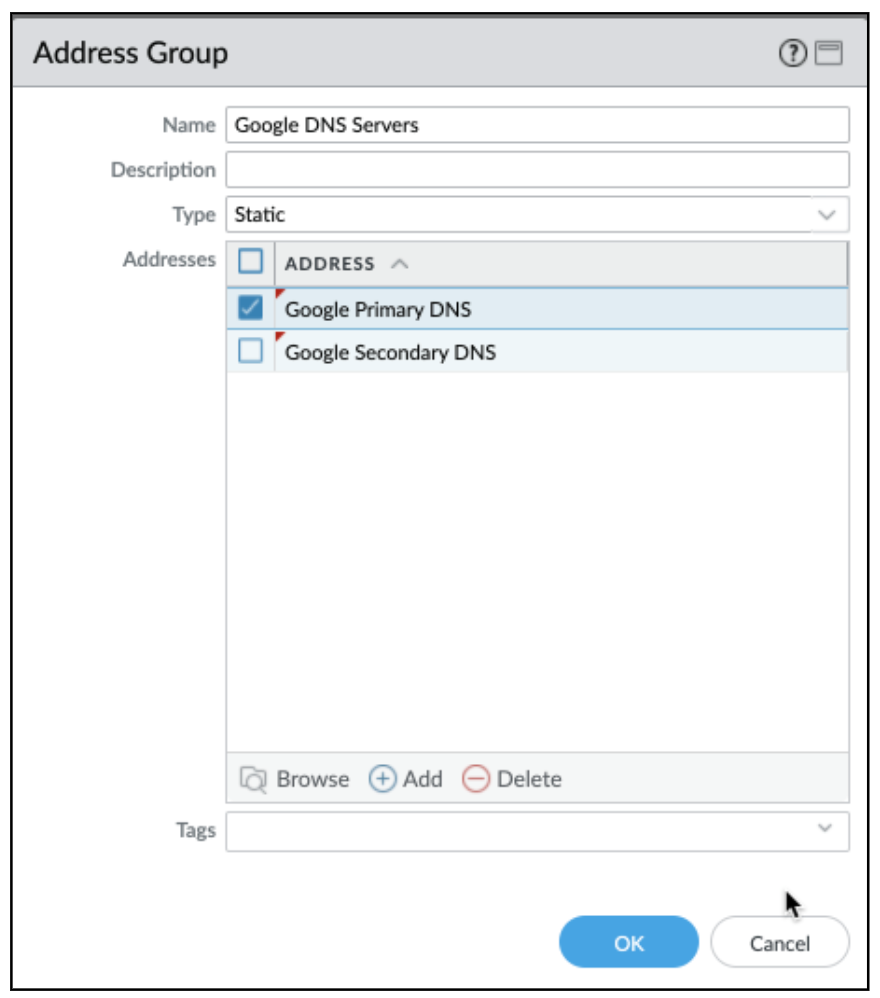 Address Group
Name Google DNS Servers
Description
Type Static
Addresses ADDRESS
Google Primary DNS
Google Secondary DNS
Browse Add Delete
Tags
OK Cancel